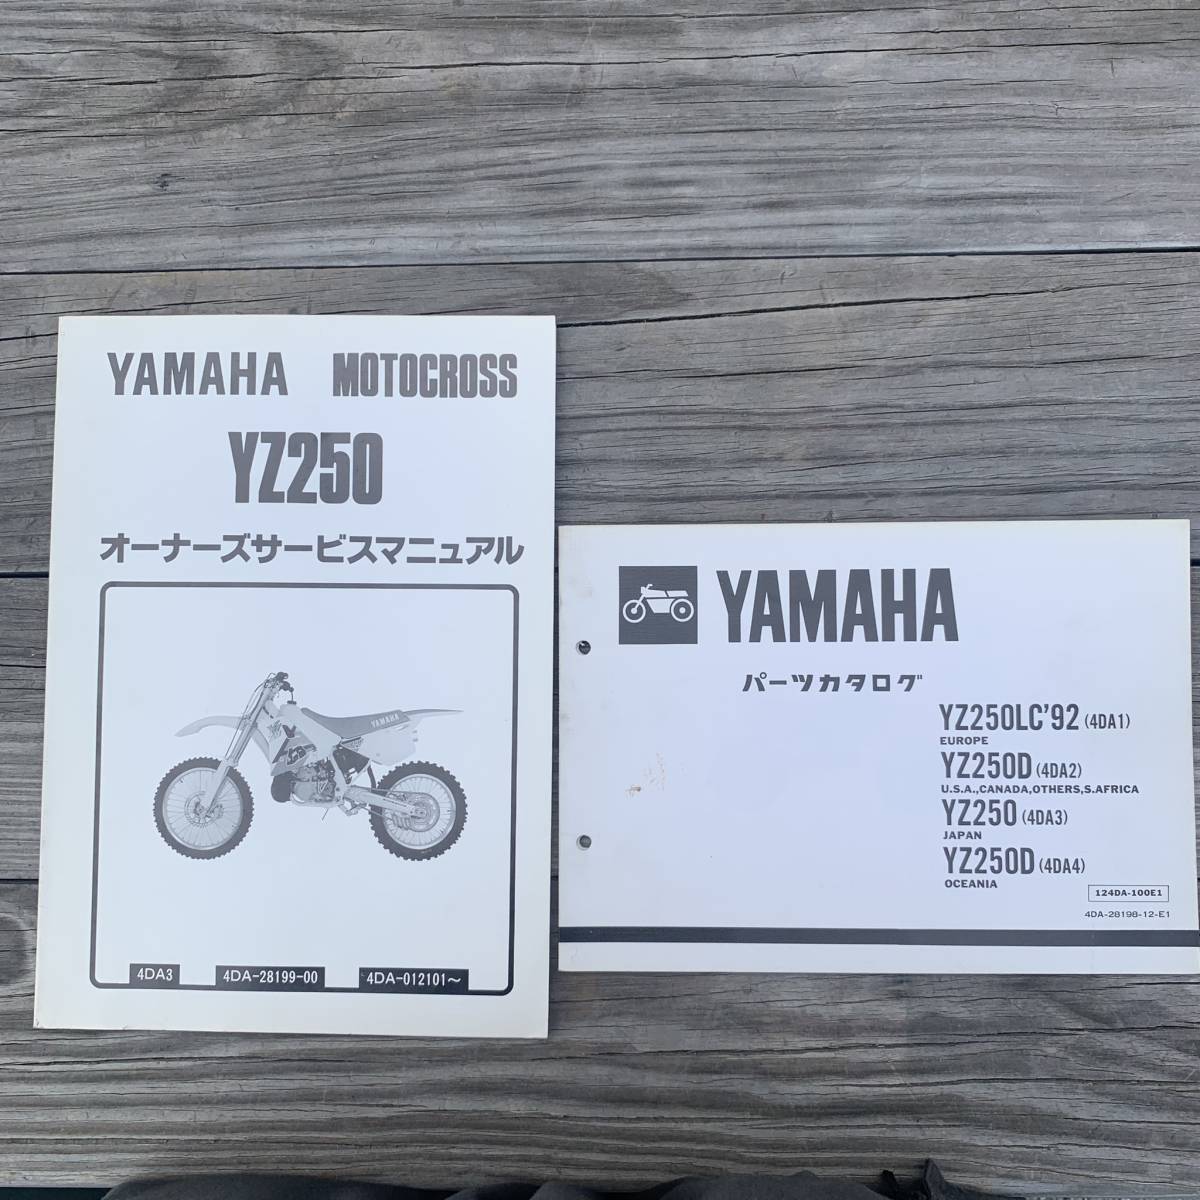 YAMAHA MOTOCROSS
YZ250
オーナーズサービスマニュアル
YAMAHA
4DA3 4DA-28199-00 4DA-012101～
YAMAHA
パーツカタログ
YZ250LC'92 (4DA1)
EUROPE
YZ250D (4DA2)
U.S.A.,CANADA,OTHERS,S.AFRICA
YZ250 (4DA3)
JAPAN
YZ250D (4DA4)
OCEANIA
124DA-100E1
4DA-28198-12-E1